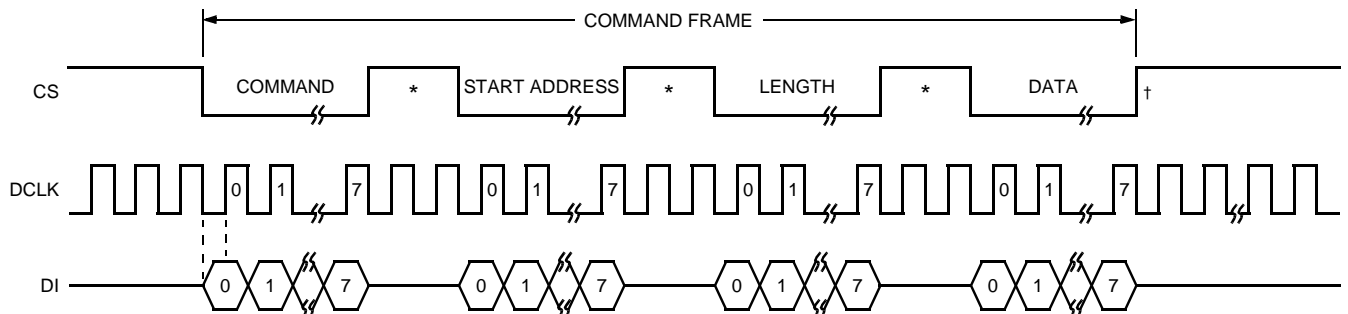 COMMAND FRAME
CS COMMAND * START ADDRESS * LENGTH * DATA †
DCLK 0 1 7 0 1 7 0 1 7 0 1 7
DI 0 1 7 0 1 7 0 1 7 0 1 7